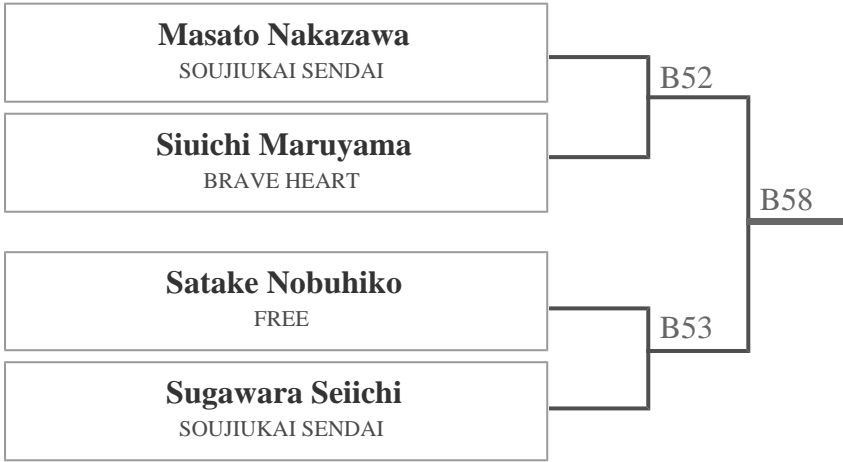 Masato Nakazawa
SOUJIUKAI SENDAI
B52
Siuichi Maruyama
BRAVE HEART
B58
Satake Nobuhiko
FREE
B53
Sugawara Seiichi
SOUJIUKAI SENDAI